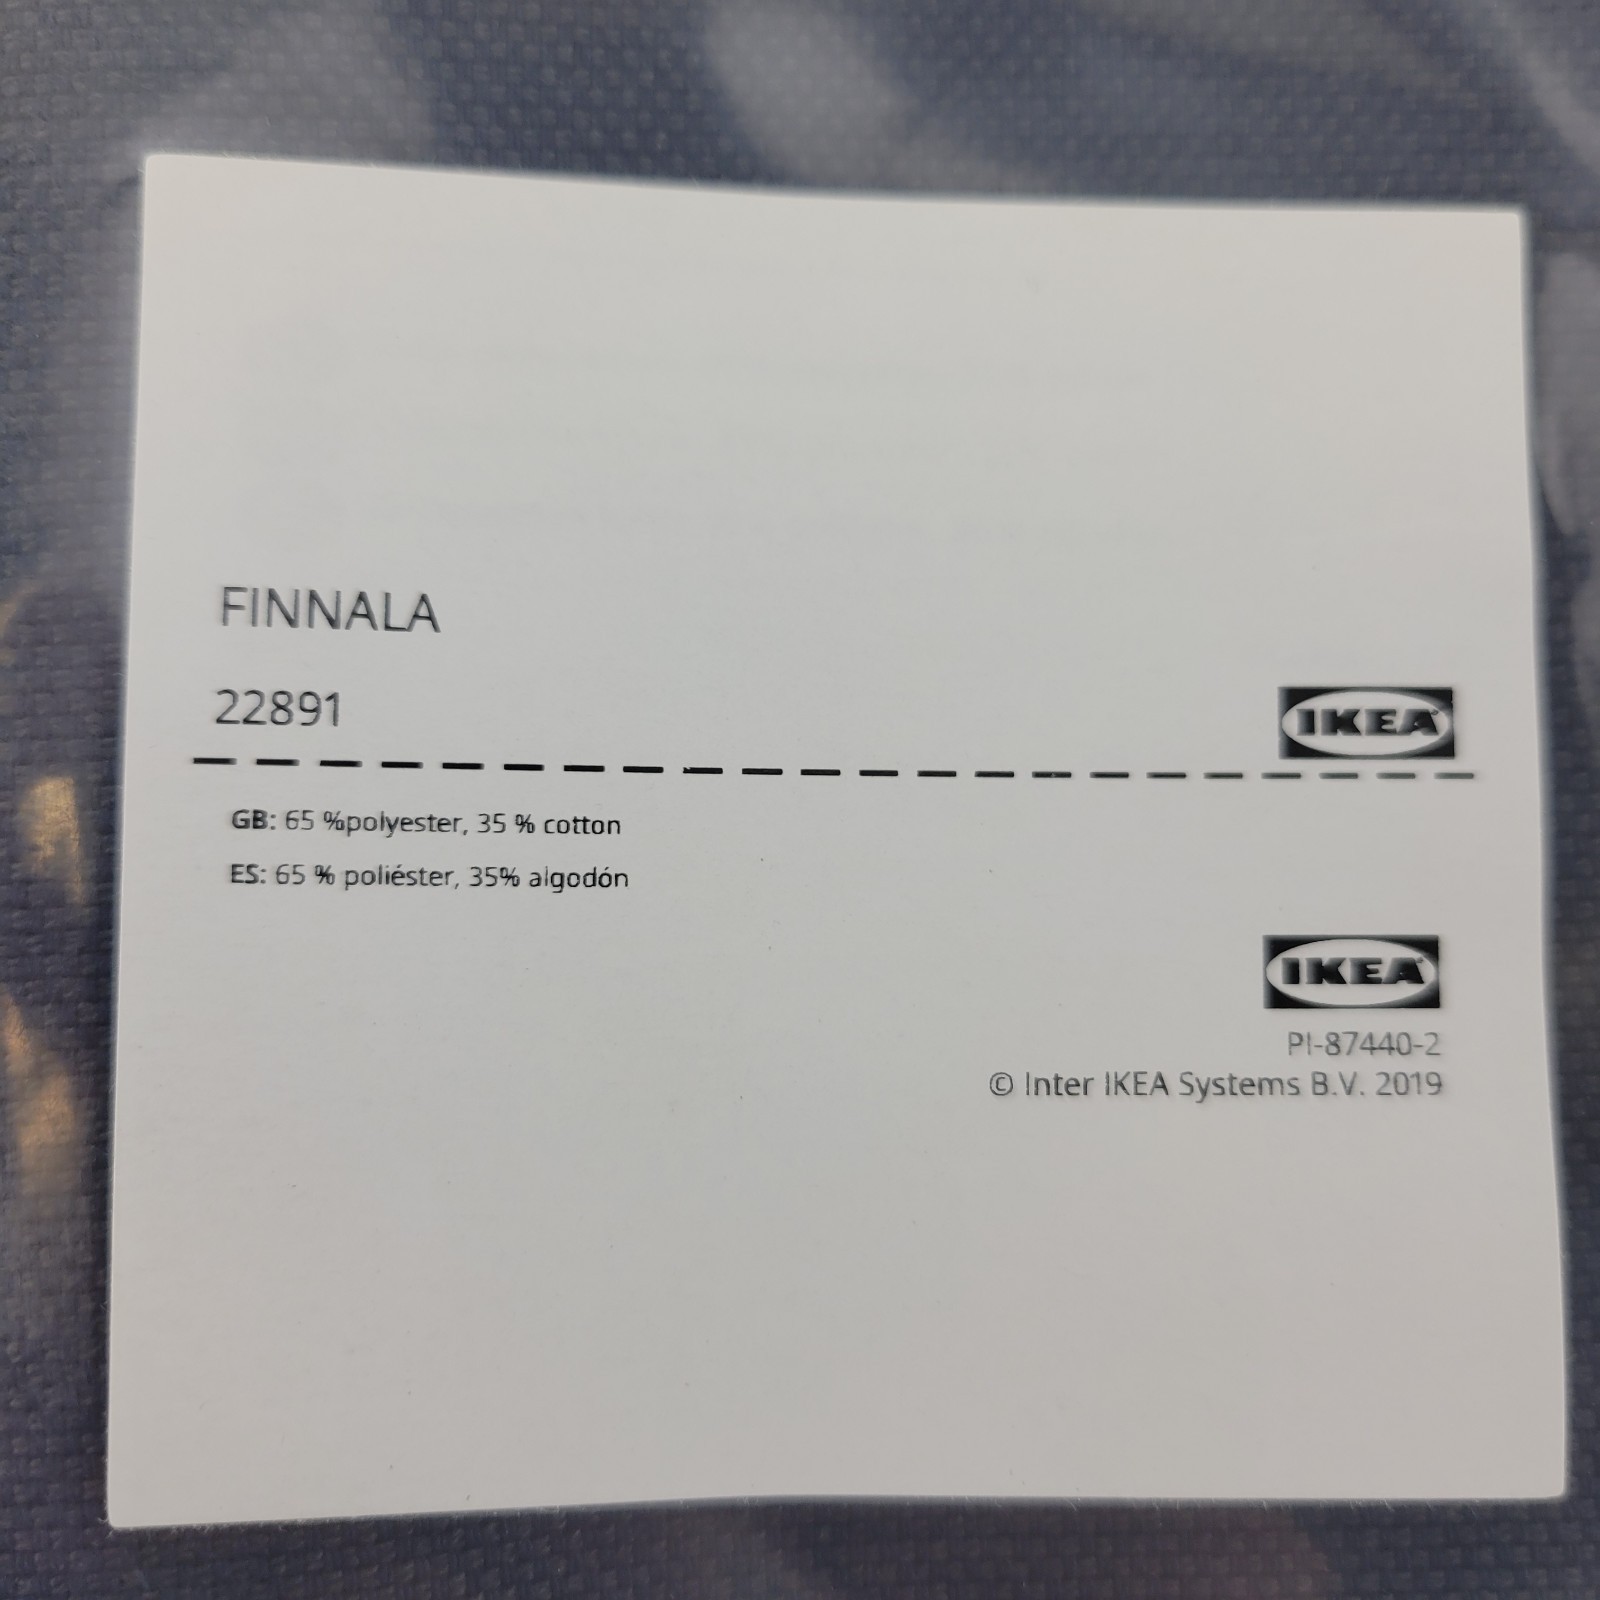 FINNALA
22891
IKEA
GB: 65 %polyester, 35 % cotton
ES: 65 % poliéster, 35% algodón
IKEA
PI-87440-2
© Inter IKEA Systems B.V. 2019